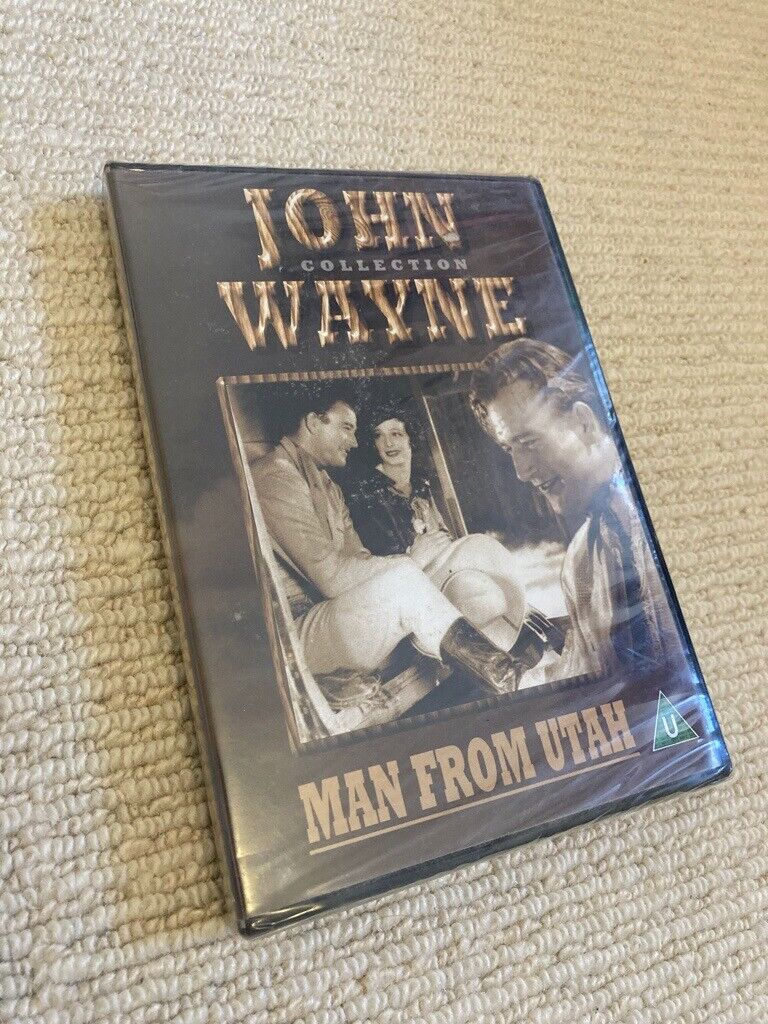 JOHN
COLLECTION
WAYNE
MAN FROM UTAH
U